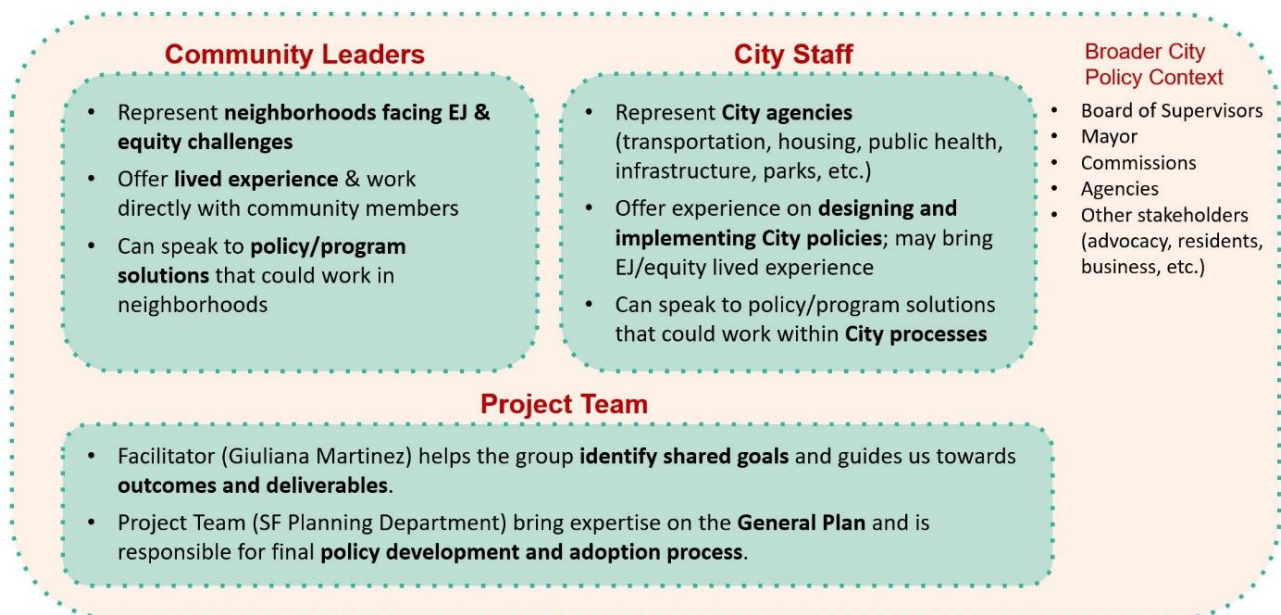 Community Leaders
• Represent neighborhoods facing EJ &
equity challenges
• Offer lived experience & work
directly with community members
• Can speak to policy/program
solutions that could work in
neighborhoods
City Staff
• Represent City agencies
(transportation, housing, public health,
infrastructure, parks, etc.)
• Offer experience on designing and
implementing City policies; may bring
EJ/equity lived experience
• Can speak to policy/program solutions
that could work within City processes
Broader City
Policy Context
• Board of Supervisors
• Mayor
• Commissions
• Agencies
• Other stakeholders
(advocacy, residents,
business, etc.)
Project Team
• Facilitator (Giuliana Martinez) helps the group identify shared goals and guides us towards
outcomes and deliverables.
• Project Team (SF Planning Department) bring expertise on the General Plan and is
responsible for final policy development and adoption process.